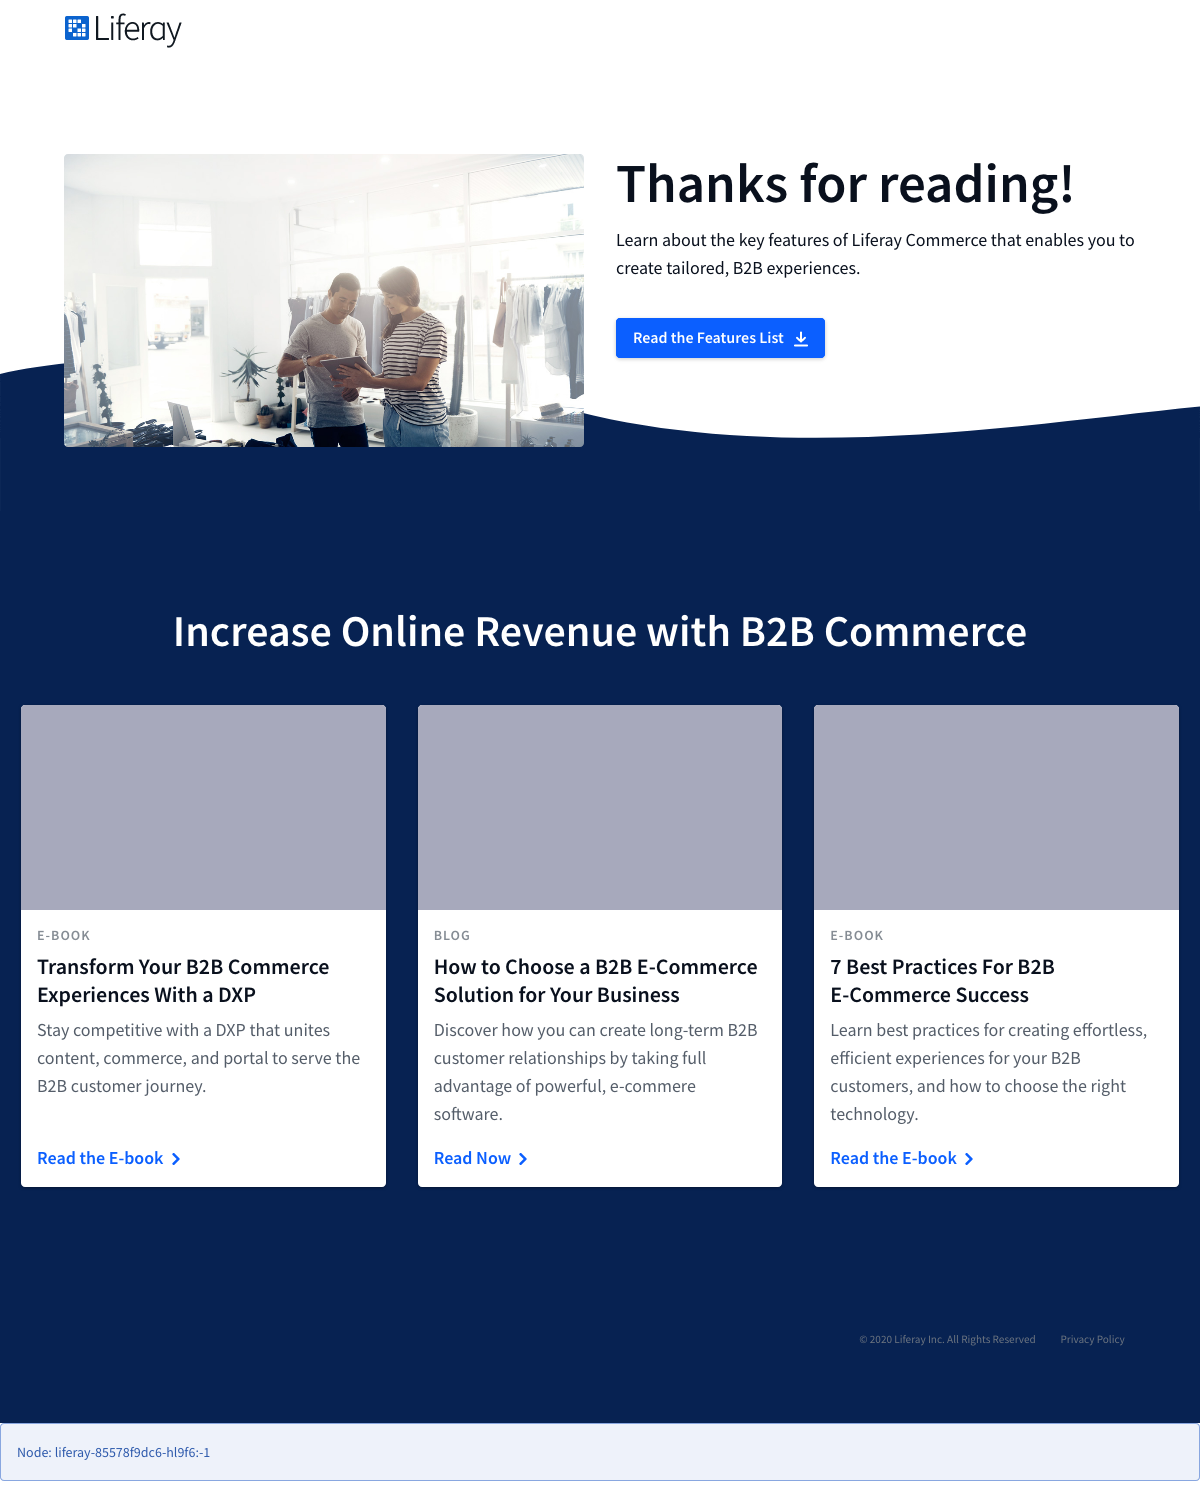 Liferay
Thanks for reading!
Learn about the key features of Liferay Commerce that enables you to
create tailored, B2B experiences.
Read the Features List
Increase Online Revenue with B2B Commerce
E-BOOK
Transform Your B2B Commerce
Experiences With a DXP
Stay competitive with a DXP that unites
content, commerce, and portal to serve the
B2B customer journey.
Read the E-book
BLOG
How to Choose a B2B E-Commerce
Solution for Your Business
Discover how you can create long-term B2B
customer relationships by taking full
advantage of powerful, e-commere
software.
Read Now
E-BOOK
7 Best Practices For B2B
E-Commerce Success
Learn best practices for creating effortless,
efficient experiences for your B2B
customers, and how to choose the right
technology.
Read the E-book
© 2020 Liferay Inc. All Rights Reserved
Privacy Policy
Node: liferay-85578f9dc6-hl9f6:-1